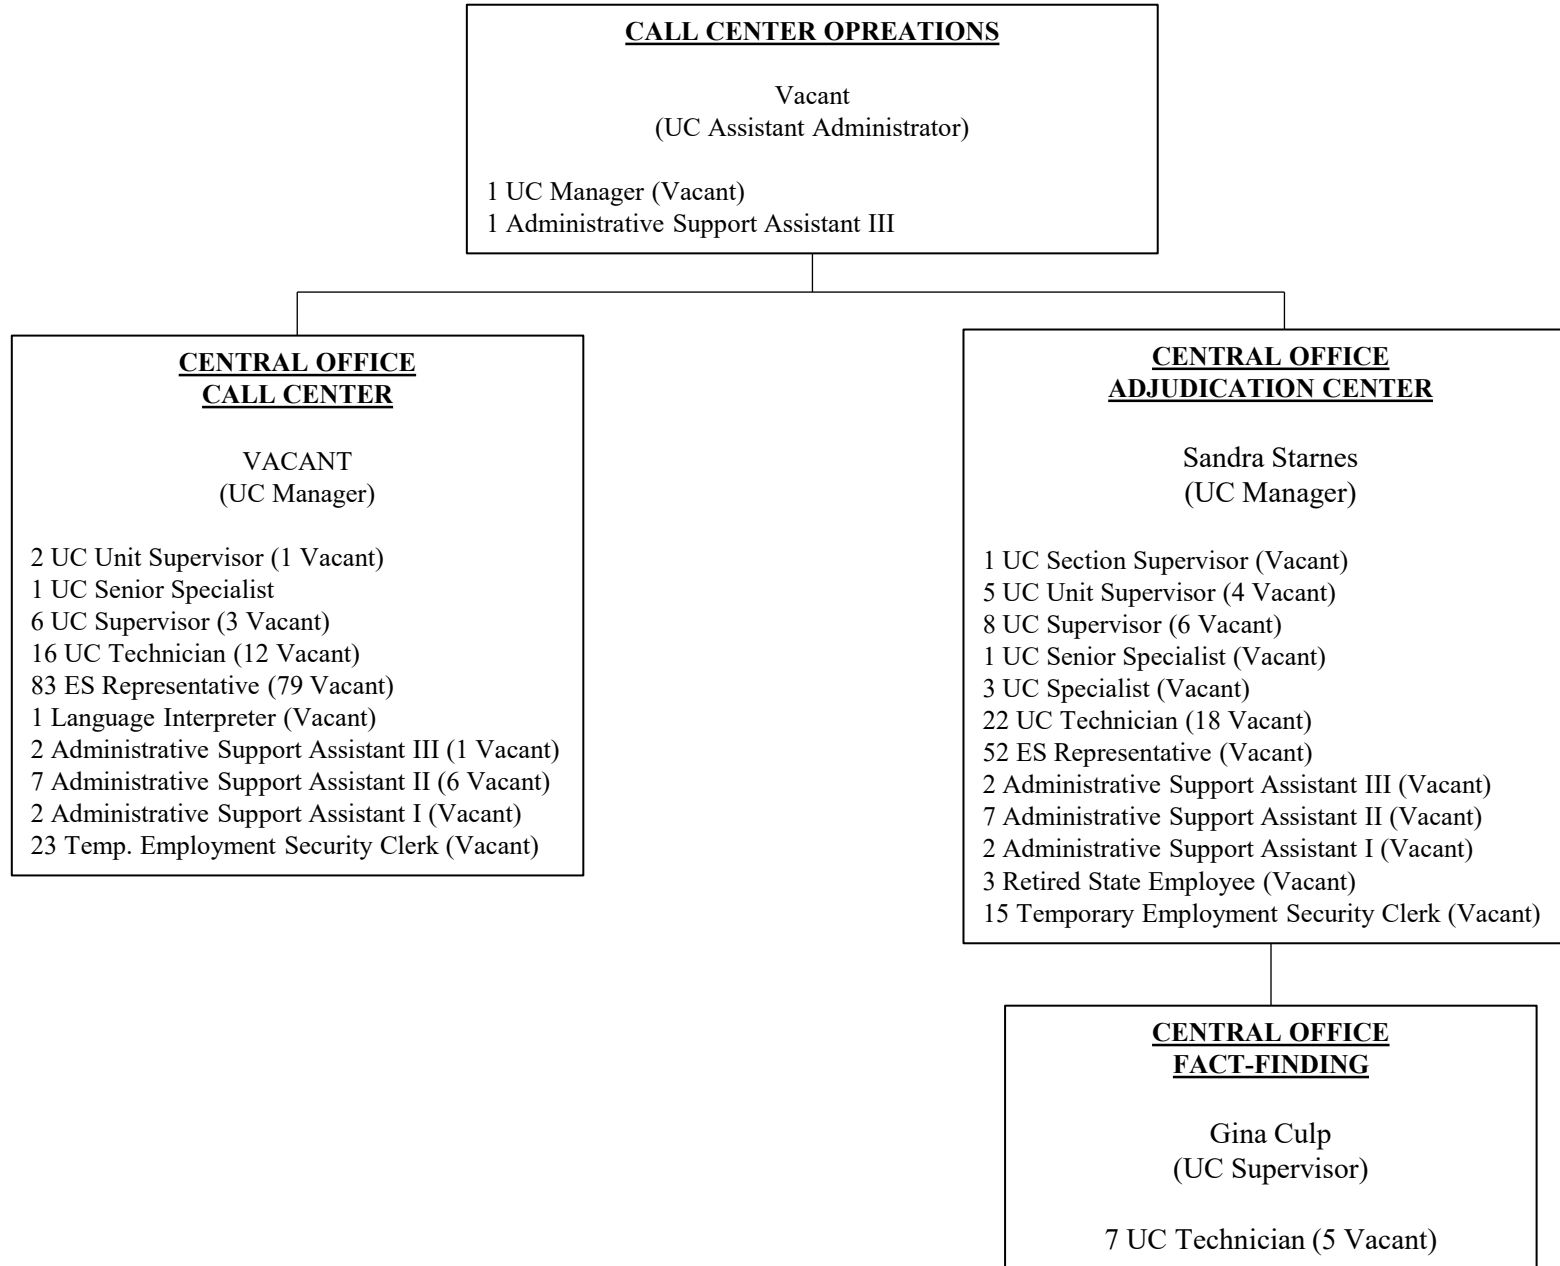 CALL CENTER OPREATIONS
Vacant
(UC Assistant Administrator)
1 UC Manager (Vacant)
1 Administrative Support Assistant III
CENTRAL OFFICE
CALL CENTER
VACANT
(UC Manager)
2 UC Unit Supervisor (1 Vacant)
1 UC Senior Specialist
6 UC Supervisor (3 Vacant)
16 UC Technician (12 Vacant)
83 ES Representative (79 Vacant)
1 Language Interpreter (Vacant)
2 Administrative Support Assistant III (1 Vacant)
7 Administrative Support Assistant II (6 Vacant)
2 Administrative Support Assistant I (Vacant)
23 Temp. Employment Security Clerk (Vacant)
CENTRAL OFFICE
ADJUDICATION CENTER
Sandra Starnes
(UC Manager)
1 UC Section Supervisor (Vacant)
5 UC Unit Supervisor (4 Vacant)
8 UC Supervisor (6 Vacant)
1 UC Senior Specialist (Vacant)
3 UC Specialist (Vacant)
22 UC Technician (18 Vacant)
52 ES Representative (Vacant)
2 Administrative Support Assistant III (Vacant)
7 Administrative Support Assistant II (Vacant)
2 Administrative Support Assistant I (Vacant)
3 Retired State Employee (Vacant)
15 Temporary Employment Security Clerk (Vacant)
CENTRAL OFFICE
FACT-FINDING
Gina Culp
(UC Supervisor)
7 UC Technician (5 Vacant)